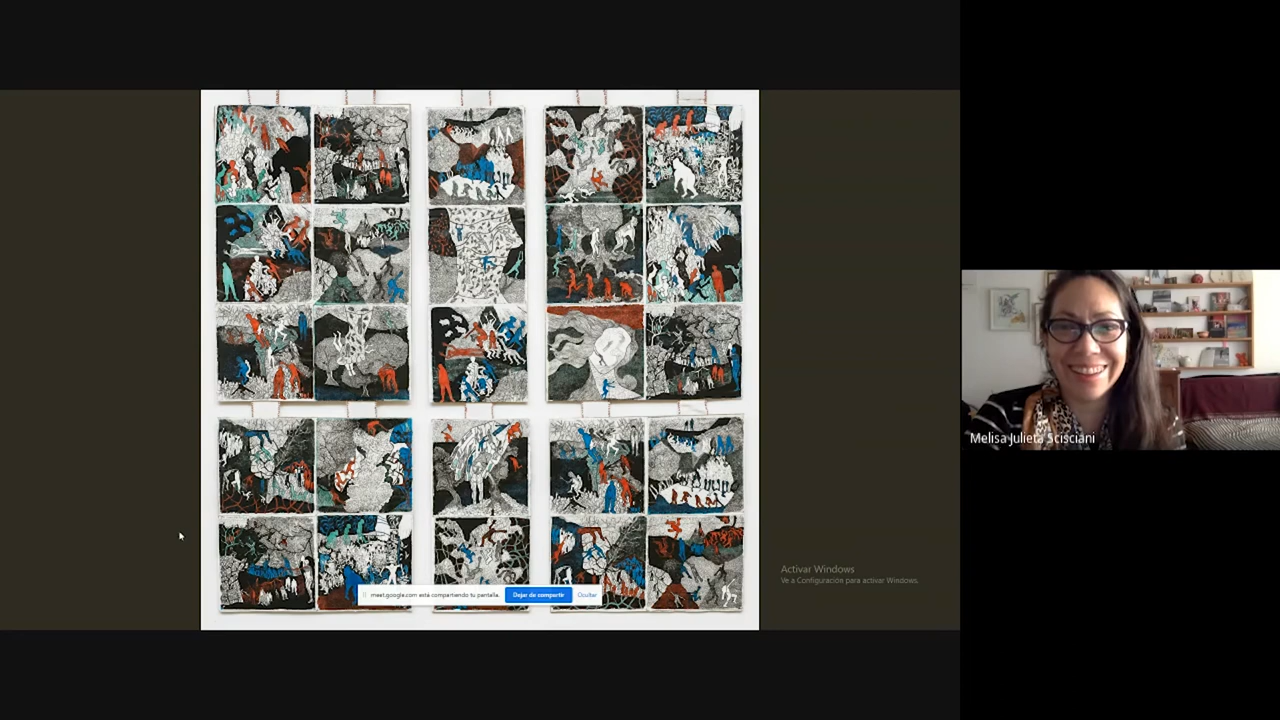 Melisa Julieta Scisciani
Activar Windows
Ve a Configuración para activar Windows.
meet.google.com está compartiendo tu pantalla.
Dejar de compartir
Ocultar